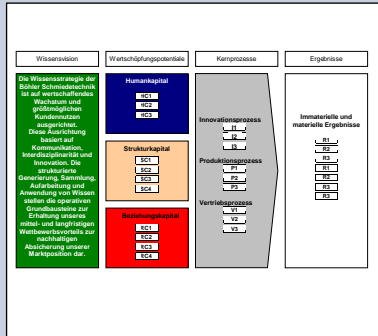 Wissensvision
Wertschöpfungspotentiale
Kernprozesse
Ergebnisse
Die Wissensstrategie der
Böhler Schmiedetechnik
ist auf wertschaffendes
Wachstum und
größtmöglichen
Kundennutzen
ausgerichtet.
Diese Ausrichtung
basiert auf
Kommunikation,
Interdisziplinarität und
Innovation. Die
strukturierte
Generierung, Sammlung,
Aufarbeitung und
Anwendung von Wissen
stellen die operativen
Grundbausteine zur
Erhaltung unseres
mittel- und langfristigen
Wettbewerbsvorteils zur
nachhaltigen
Absicherung unserer
Marktposition dar.
Humankapital
HC1
HC2
HC3
Strukturkapital
SC1
SC2
SC3
SC4
Beziehungskapital
RC1
RC2
RC3
RC4
Innovationsprozess
I1
I2
I3
Produktionsprozess
P1
P2
P3
Vertriebsprozess
V1
V2
V3
Immaterielle und
materielle Ergebnisse
R1
R2
R3
R1
R2
R3
R3